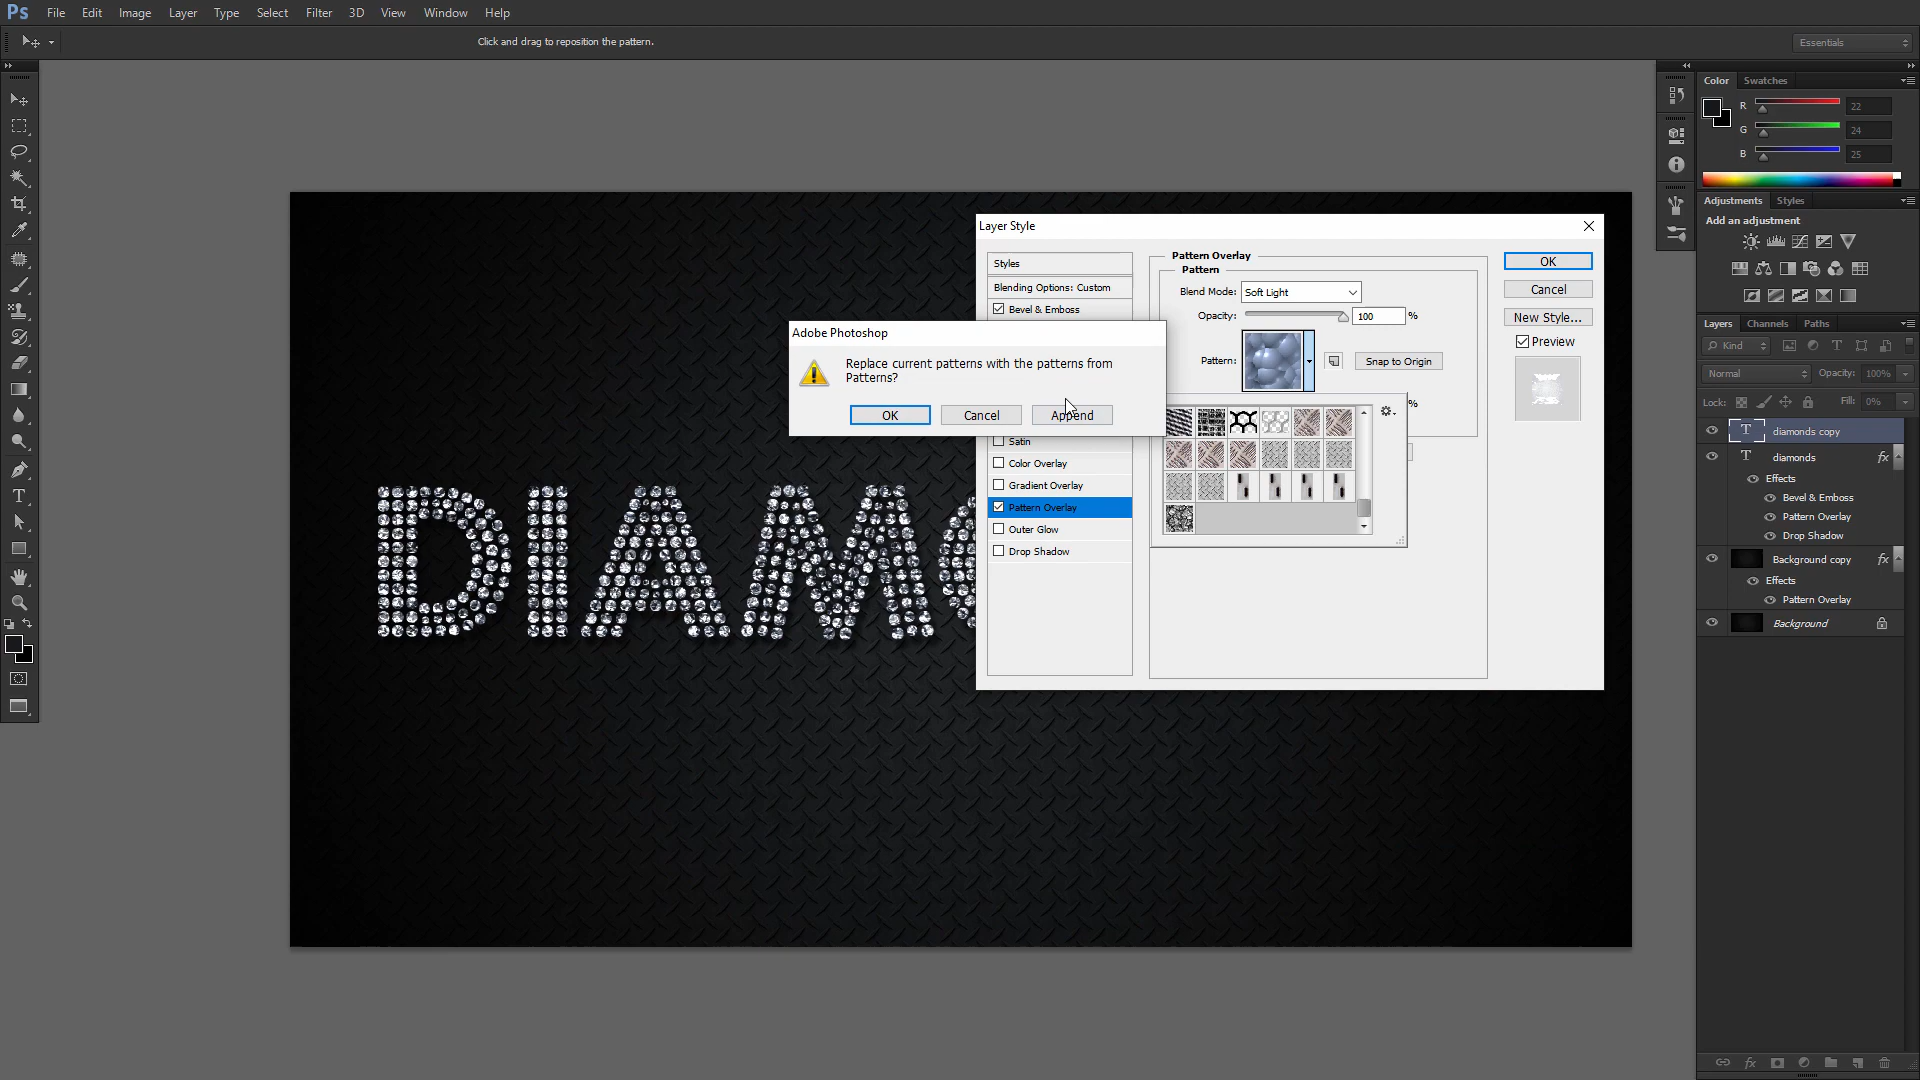 Ps File Edit Image Layer Type Select Filter 3D View Window Help
Click and drag to reposition the pattern.
Essentials
Color Swatches
R 22
G 24
B 25
Adjustments Styles
Add an adjustment
Layers Channels Paths
Kind
Normal Opacity: 100%
Lock: Fill: 0%
T diamonds copy
T diamonds fx
Effects
Bevel & Emboss
Pattern Overlay
Drop Shadow
Background copy fx
Effects
Pattern Overlay
Background
Layer Style
Styles
Blending Options: Custom
Bevel & Emboss
Satin
Color Overlay
Gradient Overlay
Pattern Overlay
Outer Glow
Drop Shadow
Pattern Overlay
Pattern
Blend Mode: Soft Light
Opacity: 100 %
Pattern: Snap to Origin
%
OK
Cancel
New Style...
Preview
Adobe Photoshop
Replace current patterns with the patterns from
Patterns?
OK Cancel Append
DIAM